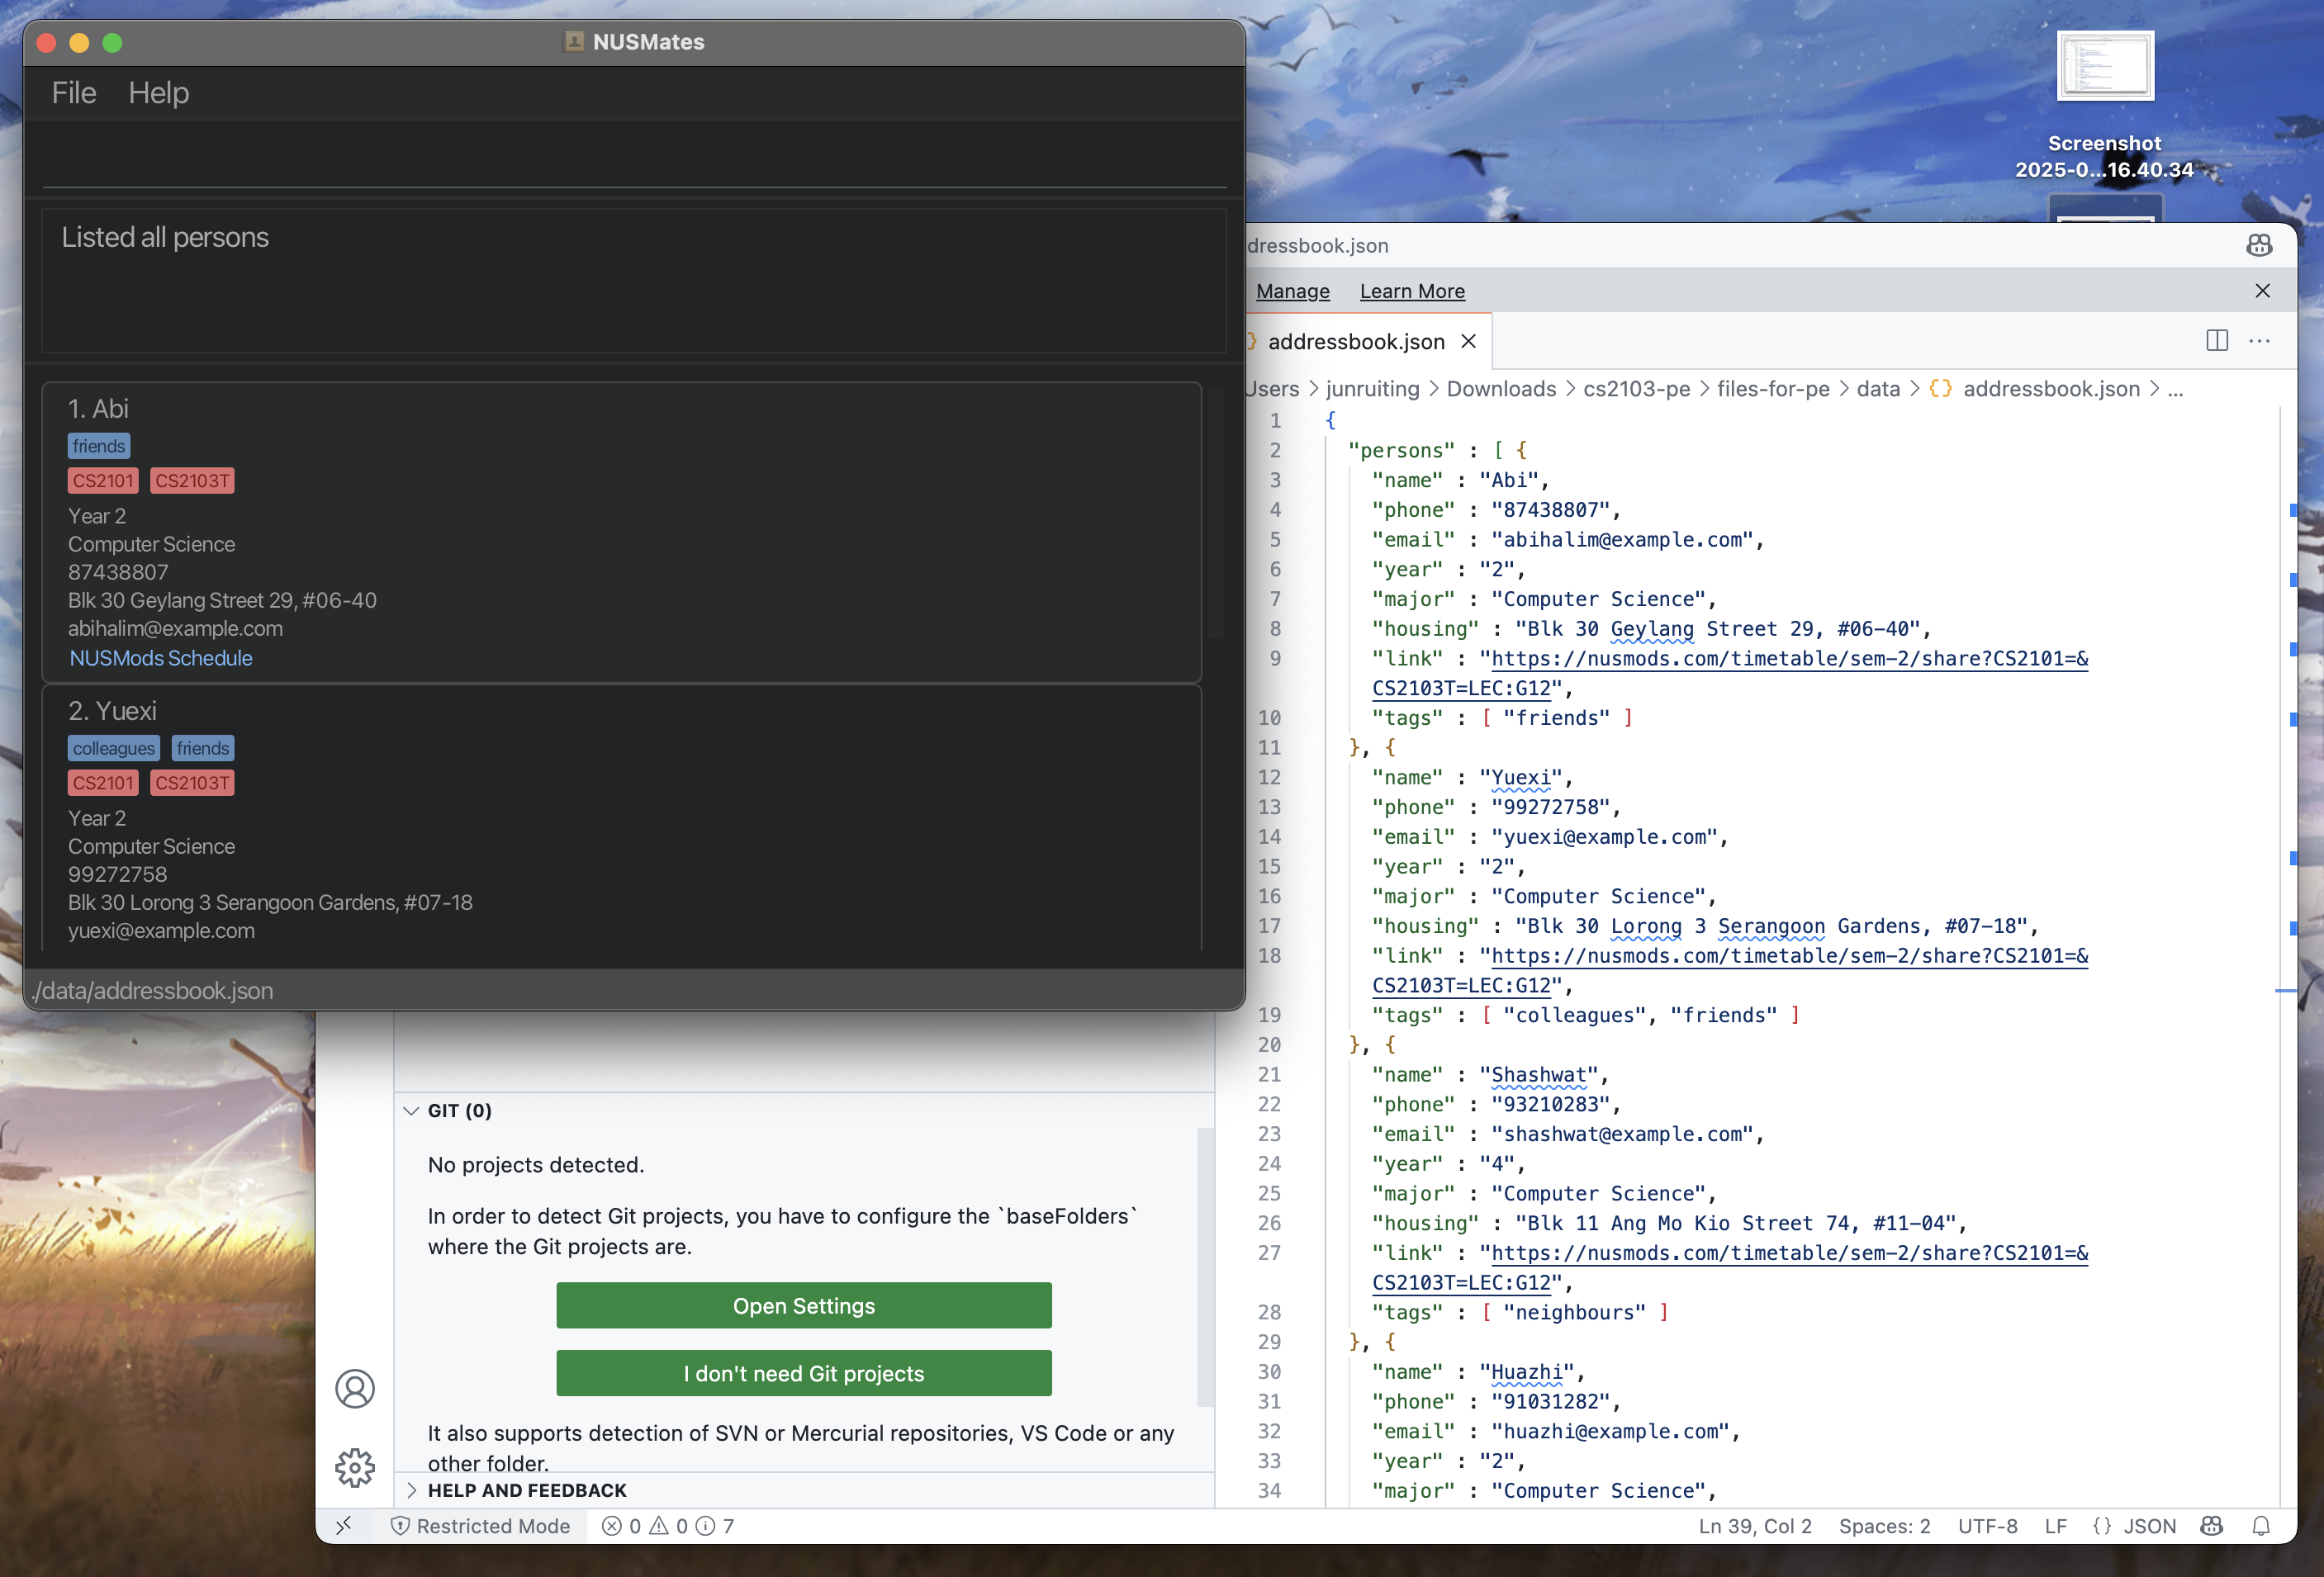 NUSMates
File Help
Listed all persons
1. Abi
friends
CS2101 CS2103T
Year 2
Computer Science
87438807
Blk 30 Geylang Street 29, #06-40
abihalim@example.com
NUSMods Schedule
2. Yuexi
colleagues friends
CS2101 CS2103T
Year 2
Computer Science
99272758
Blk 30 Lorong 3 Serangoon Gardens, #07-18
yuexi@example.com
./data/addressbook.json
Screenshot
2025-0...16.40.34
dressbook.json
Manage Learn More
addressbook.json
Users > junruiting > Downloads > cs2103-pe > files-for-pe > data > {} addressbook.json > ...
1 {
2 "persons" : [ {
3 "name" : "Abi",
4 "phone" : "87438807",
5 "email" : "abihalim@example.com",
6 "year" : "2",
7 "major" : "Computer Science",
8 "housing" : "Blk 30 Geylang Street 29, #06-40",
9 "link" : "https://nusmods.com/timetable/sem-2/share?CS2101=&
CS2103T=LEC:G12",
10 "tags" : [ "friends" ]
11 }, {
12 "name" : "Yuexi",
13 "phone" : "99272758",
14 "email" : "yuexi@example.com",
15 "year" : "2",
16 "major" : "Computer Science",
17 "housing" : "Blk 30 Lorong 3 Serangoon Gardens, #07-18",
18 "link" : "https://nusmods.com/timetable/sem-2/share?CS2101=&
CS2103T=LEC:G12",
19 "tags" : [ "colleagues", "friends" ]
20 }, {
21 "name" : "Shashwat",
22 "phone" : "93210283",
23 "email" : "shashwat@example.com",
24 "year" : "4",
25 "major" : "Computer Science",
26 "housing" : "Blk 11 Ang Mo Kio Street 74, #11-04",
27 "link" : "https://nusmods.com/timetable/sem-2/share?CS2101=&
CS2103T=LEC:G12",
28 "tags" : [ "neighbours" ]
29 }, {
30 "name" : "Huazhi",
31 "phone" : "91031282",
32 "email" : "huazhi@example.com",
33 "year" : "2",
34 "major" : "Computer Science",
GIT (0)
No projects detected.
In order to detect Git projects, you have to configure the `baseFolders`
where the Git projects are.
Open Settings
I don't need Git projects
It also supports detection of SVN or Mercurial repositories, VS Code or any
other folder.
HELP AND FEEDBACK
Restricted Mode 0 0 7
Ln 39, Col 2 Spaces: 2 UTF-8 LF {} JSON